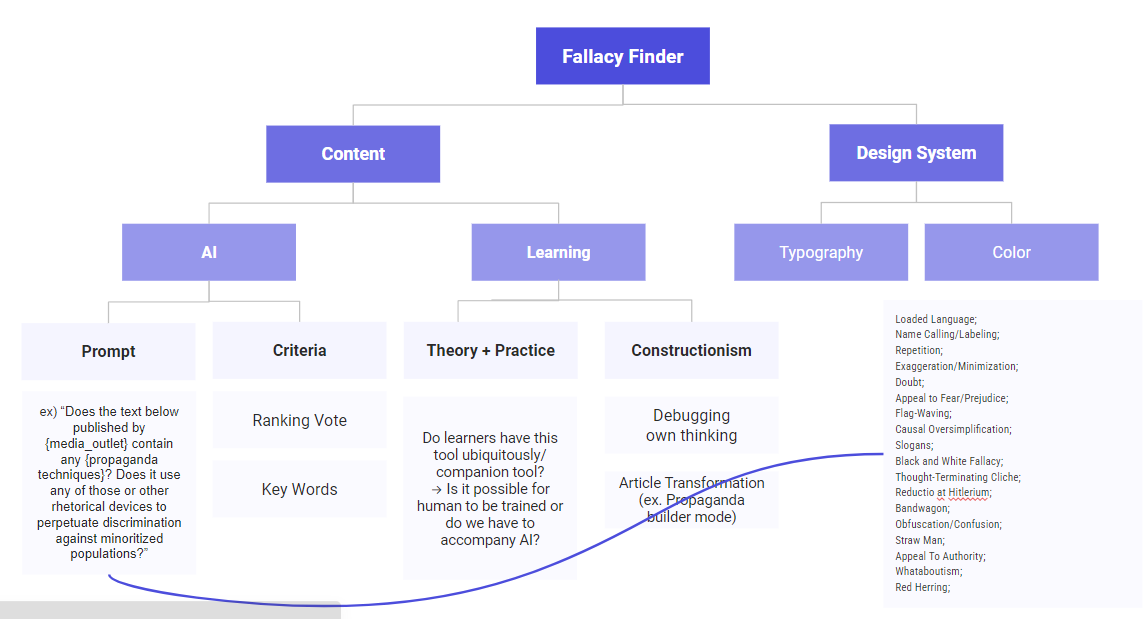 Fallacy Finder
Content
Design System
AI
Learning
Typography
Color
Prompt
Criteria
Theory + Practice
Constructionism
ex) “Does the text below
published by
{media_outlet} contain
any {propaganda
techniques}? Does it use
any of those or other
rhetorical devices to
perpetuate discrimination
against minoritized
populations?”
Ranking Vote
Key Words
Do learners have this
tool ubiquitously/
companion tool?
→ Is it possible for
human to be trained or
do we have to
accompany AI?
Debugging
own thinking
Article Transformation
(ex. Propaganda
builder mode)
Loaded Language;
Name Calling/Labeling;
Repetition;
Exaggeration/Minimization;
Doubt;
Appeal to Fear/Prejudice;
Flag-Waving;
Causal Oversimplification;
Slogans;
Black and White Fallacy;
Thought-Terminating Cliche;
Reductio at Hitlerium;
Bandwagon;
Obfuscation/Confusion;
Straw Man;
Appeal To Authority;
Whataboutism;
Red Herring;